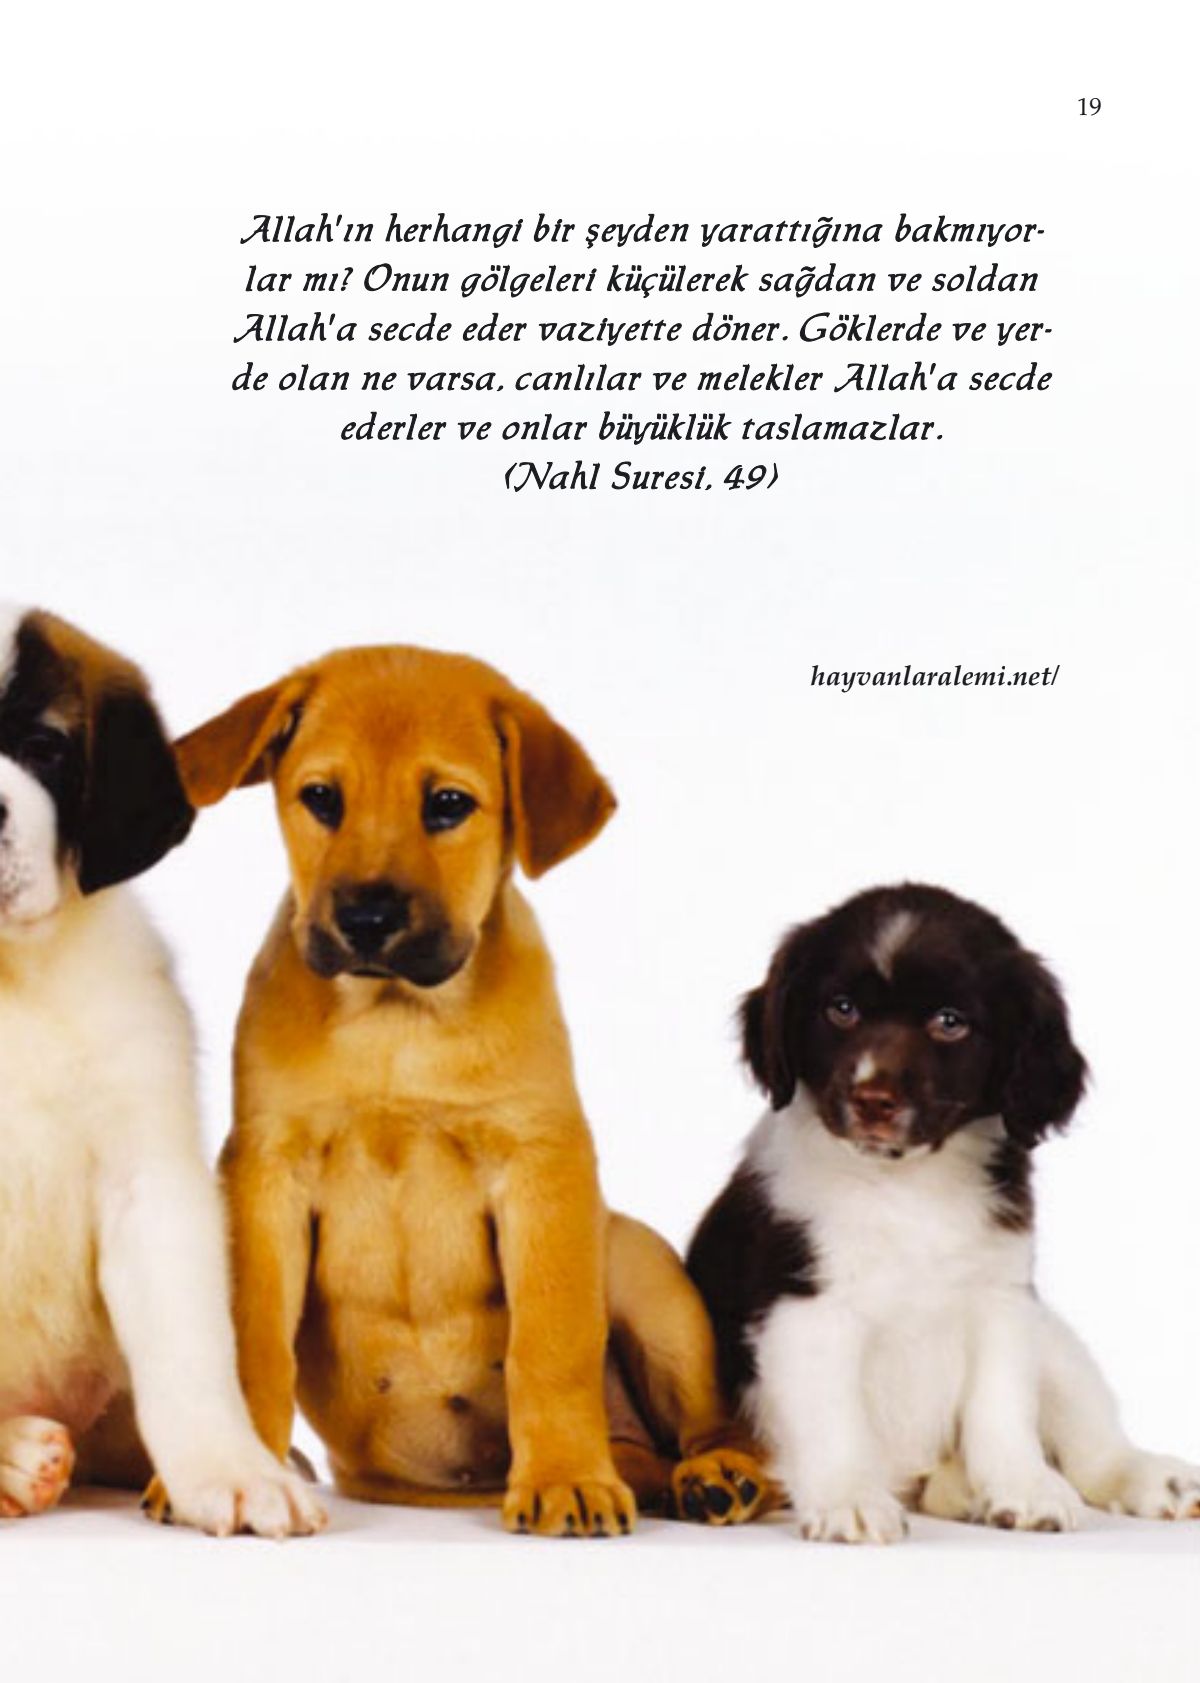 19
Allah'ın herhangi bir şeyden yarattığına bakmıyor-
lar mı? Onun gölgeleri küçülerek sağdan ve soldan
Allah'a secde eder vaziyette döner. Göklerde ve yer-
de olan ne varsa, canlılar ve melekler Allah'a secde
ederler ve onlar büyüklük taslamazlar.
(Nahl Suresi, 49)
hayvanlaralemi.net/